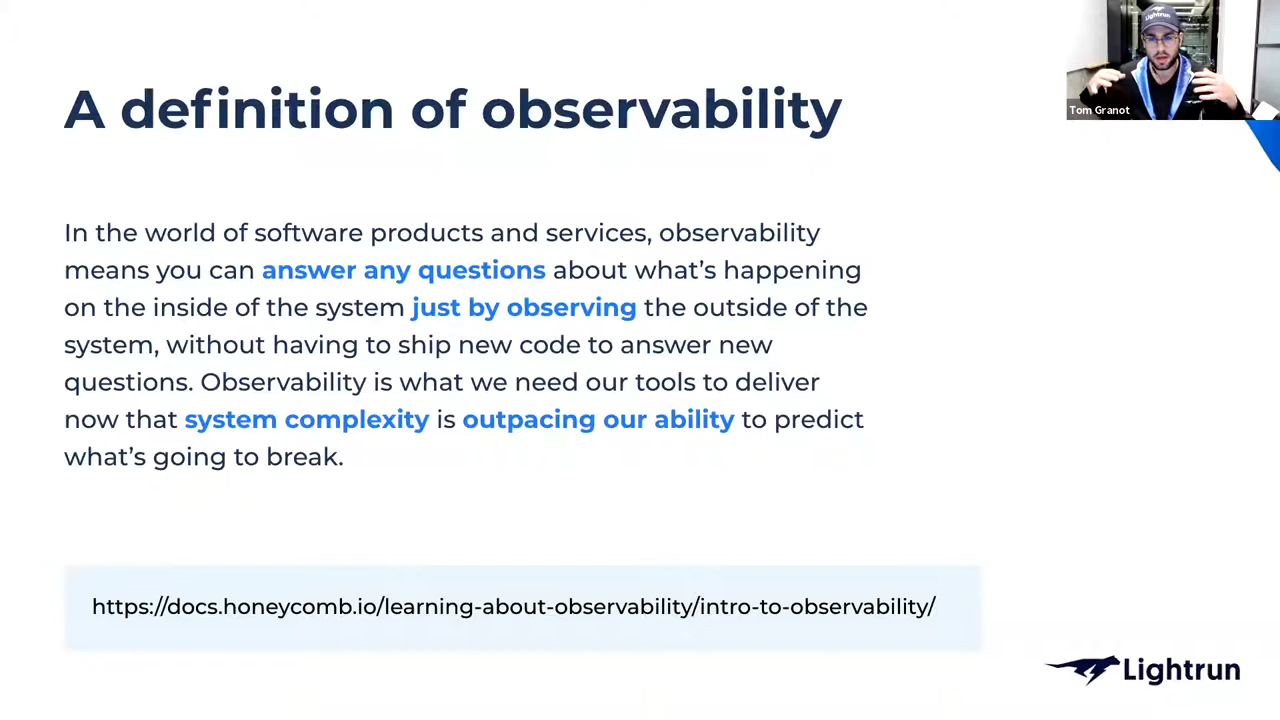 A definition of observability
In the world of software products and services, observability
means you can answer any questions about what’s happening
on the inside of the system just by observing the outside of the
system, without having to ship new code to answer new
questions. Observability is what we need our tools to deliver
now that system complexity is outpacing our ability to predict
what’s going to break.
https://docs.honeycomb.io/learning-about-observability/intro-to-observability/
Lightrun
Tom Granot
Lightrun